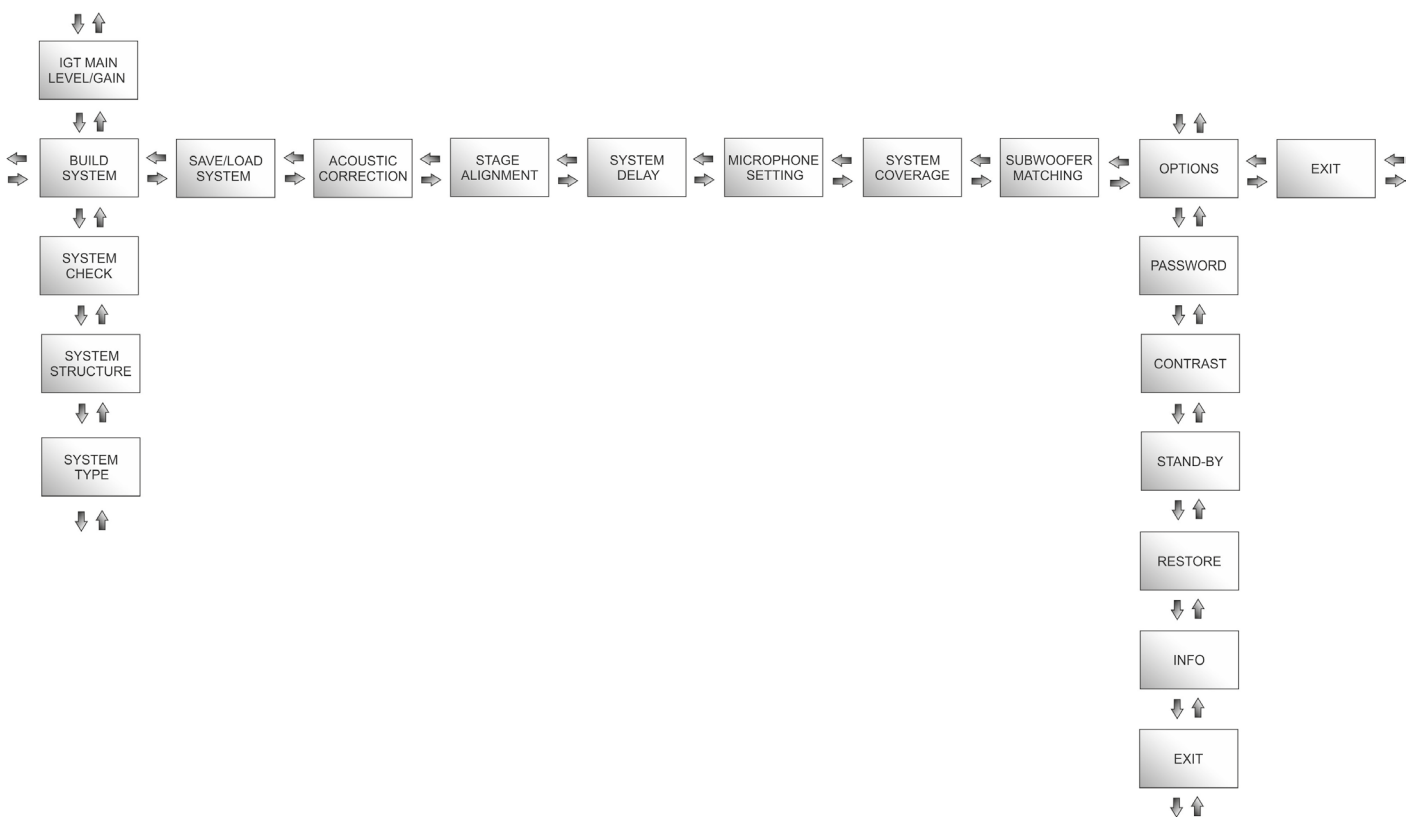 IGT MAIN
LEVEL/GAIN
BUILD
SYSTEM
SAVE/LOAD
SYSTEM
ACOUSTIC
CORRECTION
STAGE
ALIGNMENT
SYSTEM
DELAY
MICROPHONE
SETTING
SYSTEM
COVERAGE
SUBWOOFER
MATCHING
OPTIONS
EXIT
SYSTEM
CHECK
SYSTEM
STRUCTURE
SYSTEM
TYPE
PASSWORD
CONTRAST
STAND-BY
RESTORE
INFO
EXIT